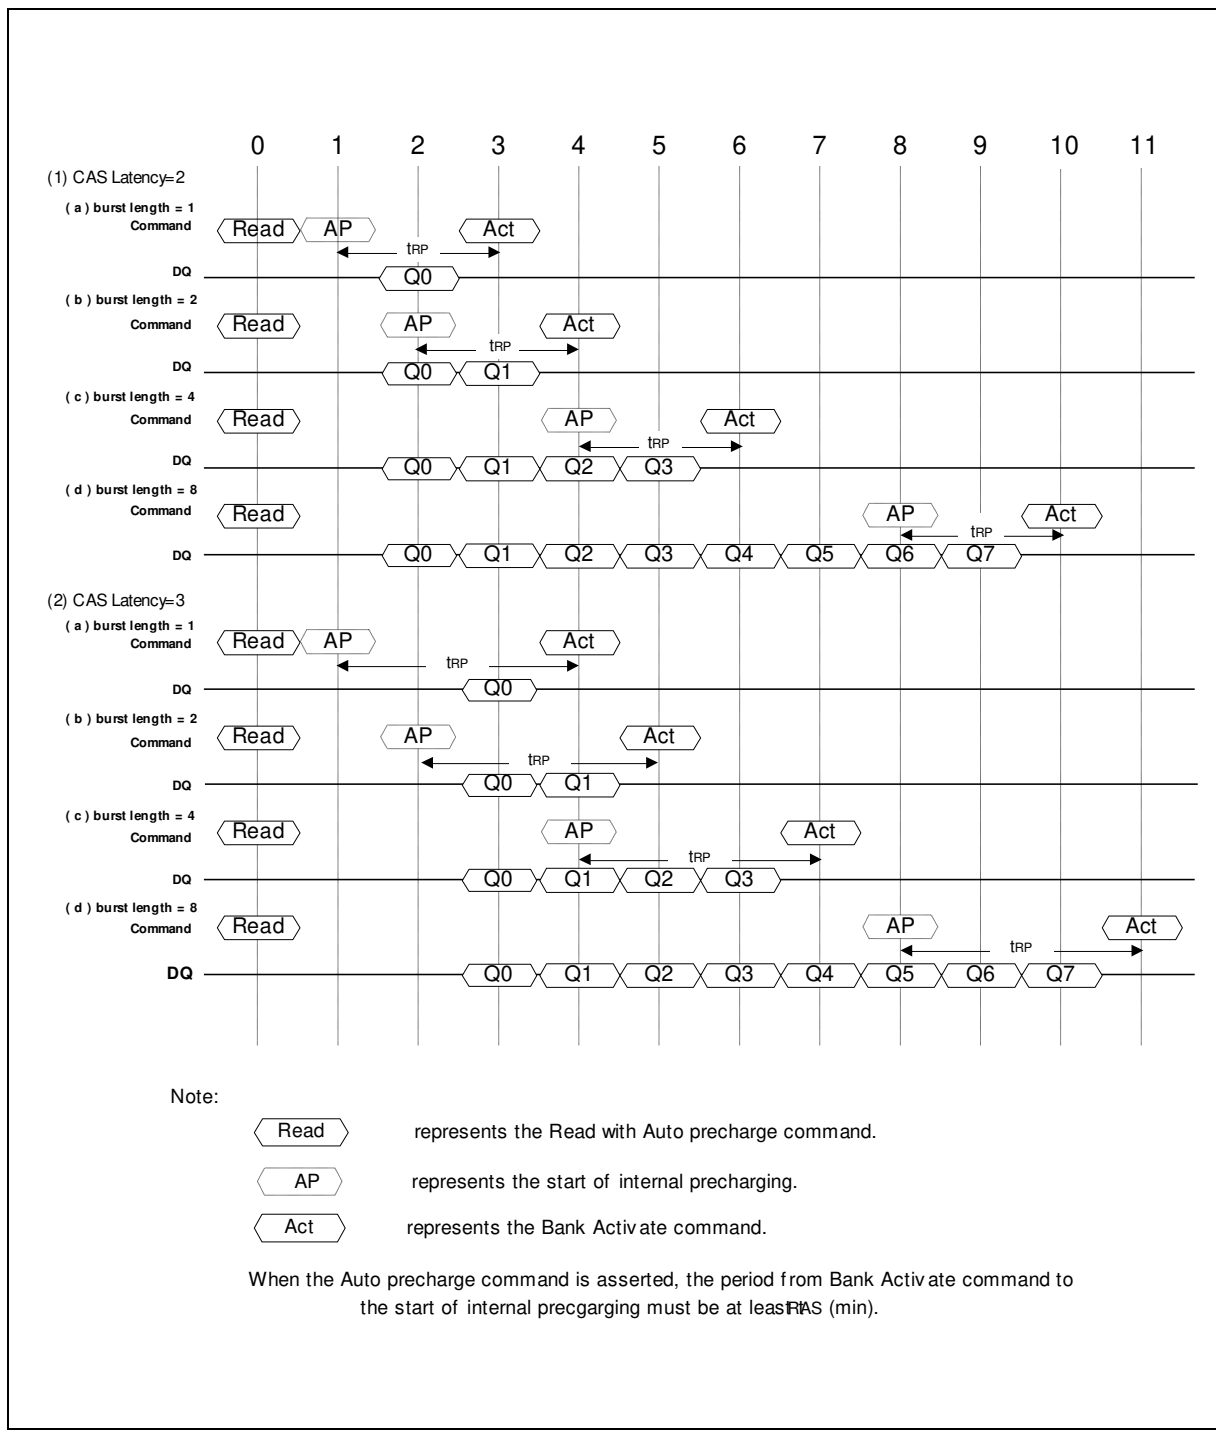 0 1 2 3 4 5 6 7 8 9 10 11
(1) CAS Latency=2
( a ) burst length = 1
Command Read AP Act
tRP
DQ Q0
( b ) burst length = 2
Command Read AP Act
tRP
DQ Q0 Q1
( c ) burst length = 4
Command Read AP Act
tRP
DQ Q0 Q1 Q2 Q3
( d ) burst length = 8
Command Read AP Act
tRP
DQ Q0 Q1 Q2 Q3 Q4 Q5 Q6 Q7
(2) CAS Latency=3
( a ) burst length = 1
Command Read AP Act
tRP
DQ Q0
( b ) burst length = 2
Command Read AP Act
tRP
DQ Q0 Q1
( c ) burst length = 4
Command Read AP Act
tRP
DQ Q0 Q1 Q2 Q3
( d ) burst length = 8
Command Read AP Act
tRP
DQ Q0 Q1 Q2 Q3 Q4 Q5 Q6 Q7
Note:
Read represents the Read with Auto precharge command.
AP represents the start of internal precharging.
Act represents the Bank Activate command.
When the Auto precharge command is asserted, the period from Bank Activate command to
the start of internal precgarging must be at least tRAS (min).